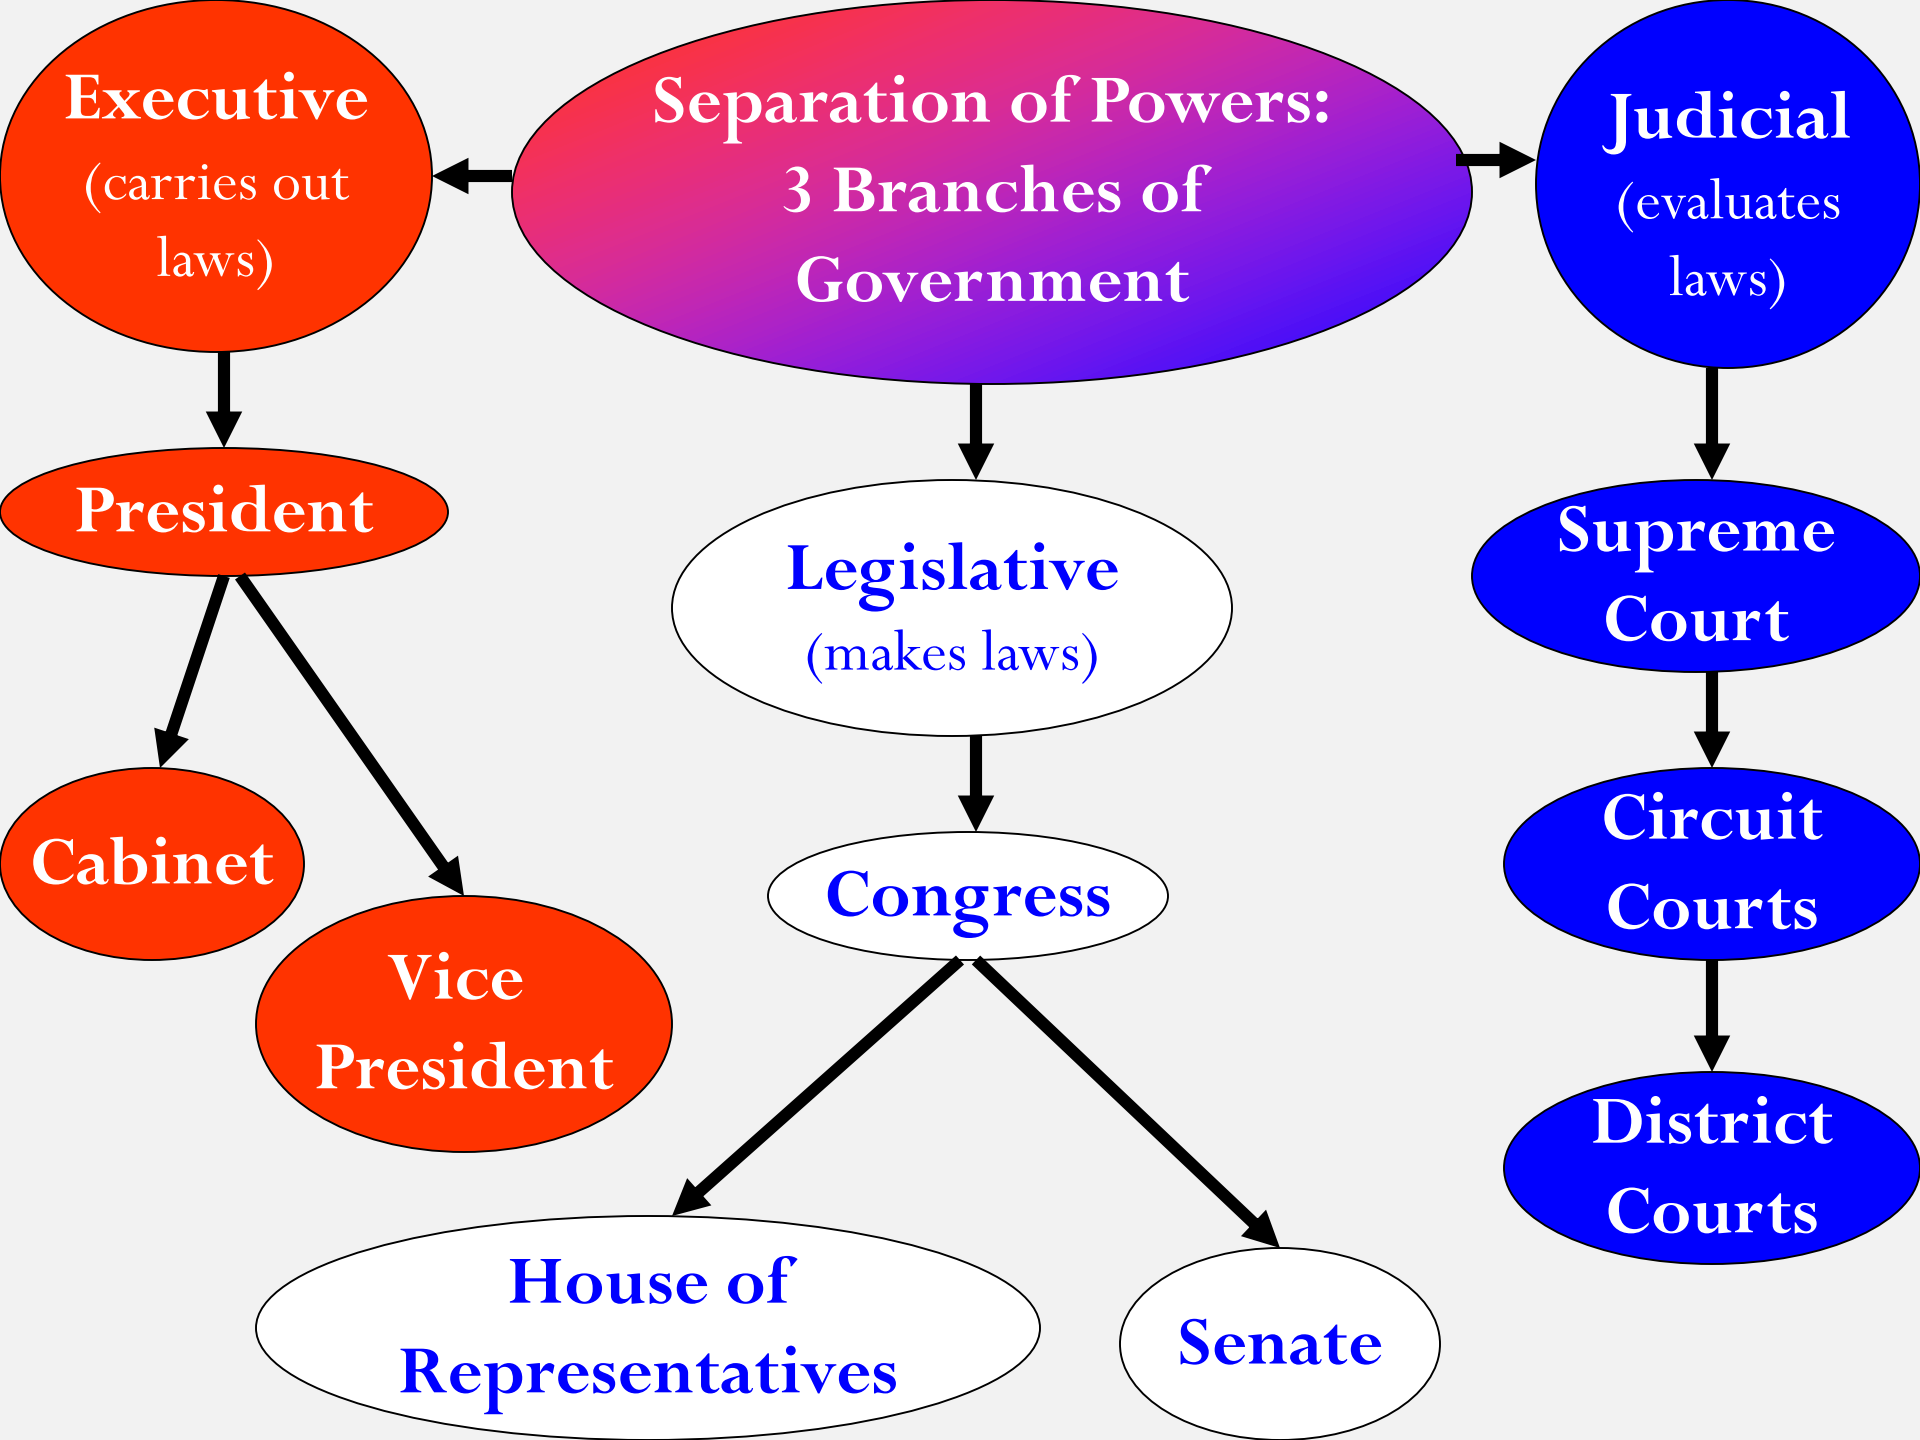 Executive
(carries out
laws)
Separation of Powers:
3 Branches of
Government
Judicial
(evaluates
laws)
President
Legislative
(makes laws)
Supreme
Court
Cabinet
Vice
President
Congress
Circuit
Courts
District
Courts
House of
Representatives
Senate